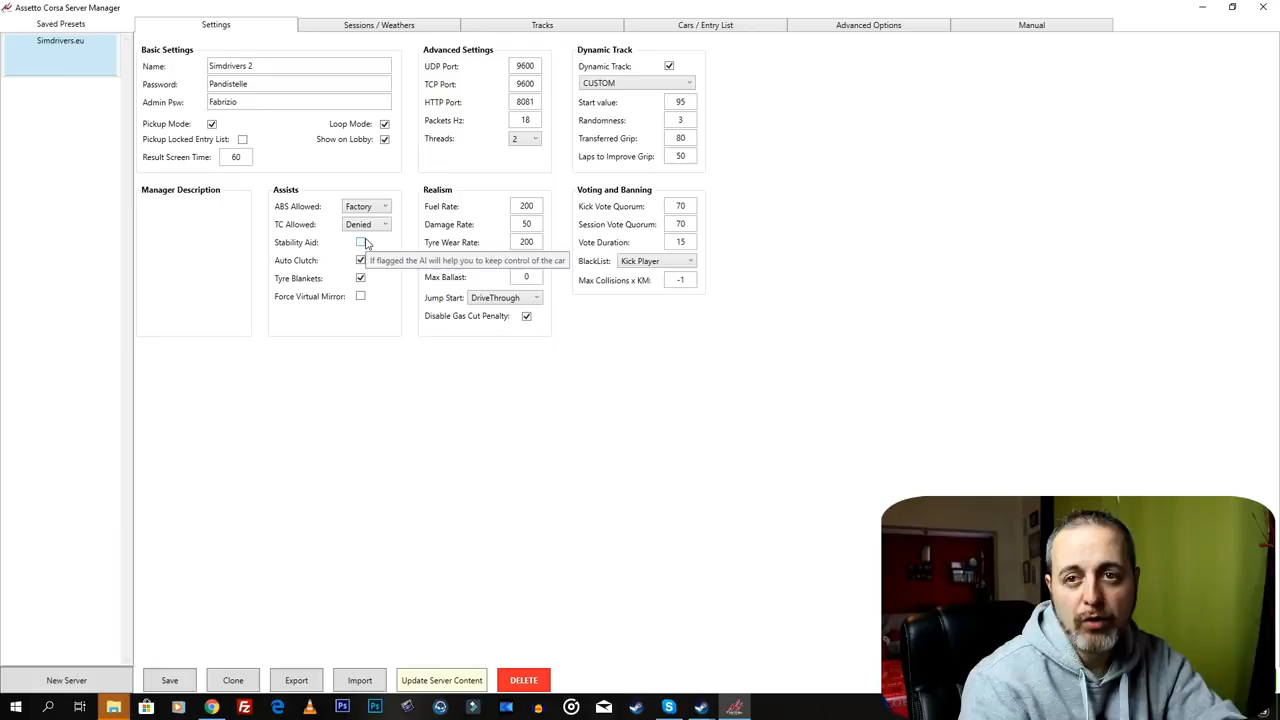 Assetto Corsa Server Manager
Saved Presets
Settings
Sessions / Weathers
Tracks
Cars / Entry List
Advanced Options
Manual
Simdrivers.eu
Basic Settings
Name: Simdrivers 2
Password: Pandistelle
Admin Psw: Fabrizio
Pickup Mode:
Loop Mode:
Pickup Locked Entry List:
Show on Lobby:
Result Screen Time: 60
Advanced Settings
UDP Port: 9600
TCP Port: 9600
HTTP Port: 8081
Packets Hz: 18
Threads: 2
Dynamic Track
Dynamic Track:
CUSTOM
Start value: 95
Randomness: 3
Transferred Grip: 80
Laps to Improve Grip: 50
Manager Description
Assists
ABS Allowed: Factory
TC Allowed: Denied
Stability Aid:
Auto Clutch:
Tyre Blankets:
Force Virtual Mirror:
If flagged the AI will help you to keep control of the car
Realism
Fuel Rate: 200
Damage Rate: 50
Tyre Wear Rate: 200
Max Ballast: 0
Jump Start: DriveThrough
Disable Gas Cut Penalty:
Voting and Banning
Kick Vote Quorum: 70
Session Vote Quorum: 70
Vote Duration: 15
BlackList: Kick Player
Max Collisions x KM: -1
New Server
Save
Clone
Export
Import
Update Server Content
DELETE